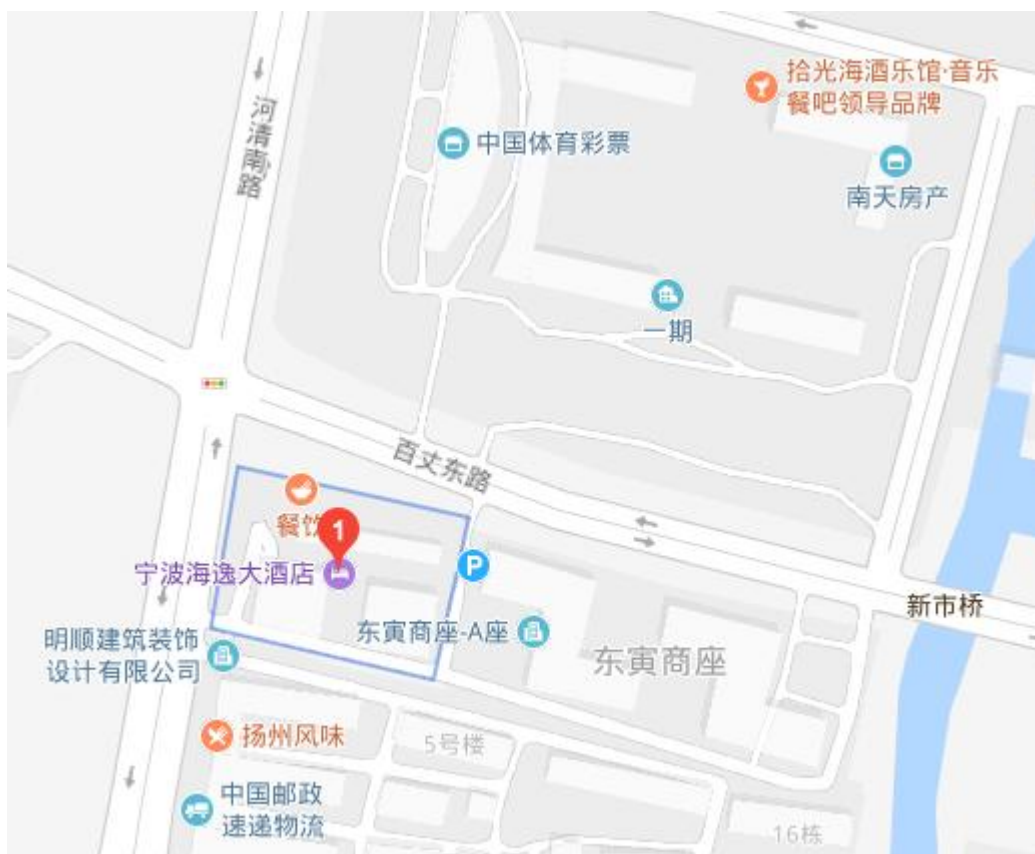 拾光海酒乐馆·音乐
餐吧领导品牌
河清南路
中国体育彩票
南天房产
一期
百丈东路
餐饮
1
宁波海逸大酒店
P
新市桥
东寅商座-A座
明顺建筑装饰
设计有限公司
东寅商座
扬州风味
5号楼
中国邮政
速递物流
16栋